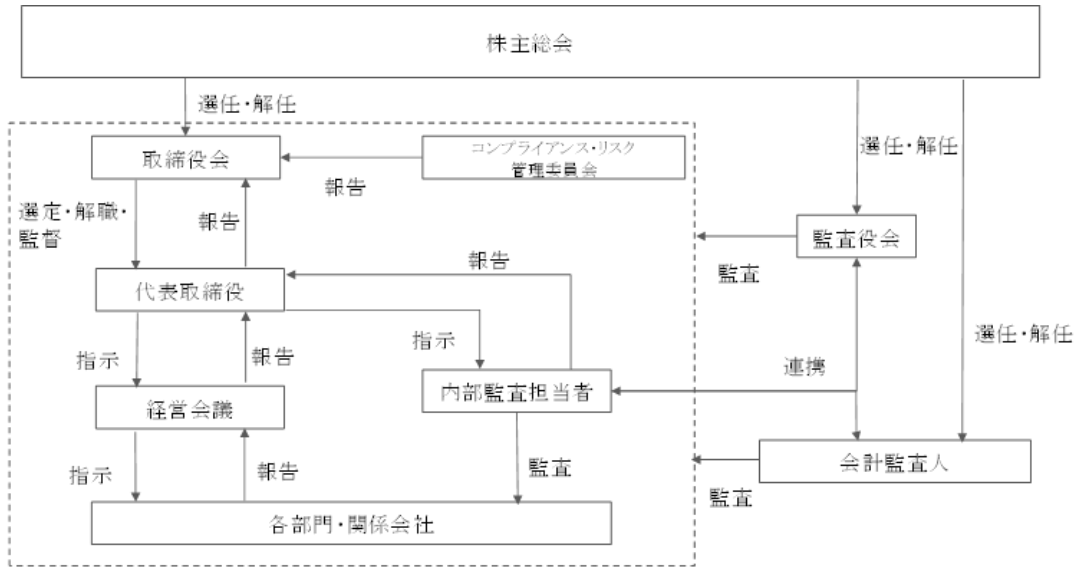 株主総会
選任・解任
取締役会
コンプライアンス・リスク
管理委員会
報告
選任・解任
選定・解職・
監督
報告
監査役会
監査
報告
代表取締役
指示
報告
指示
選任・解任
連携
経営会議
内部監査担当者
指示
報告
監査
会計監査人
監査
各部門・関係会社